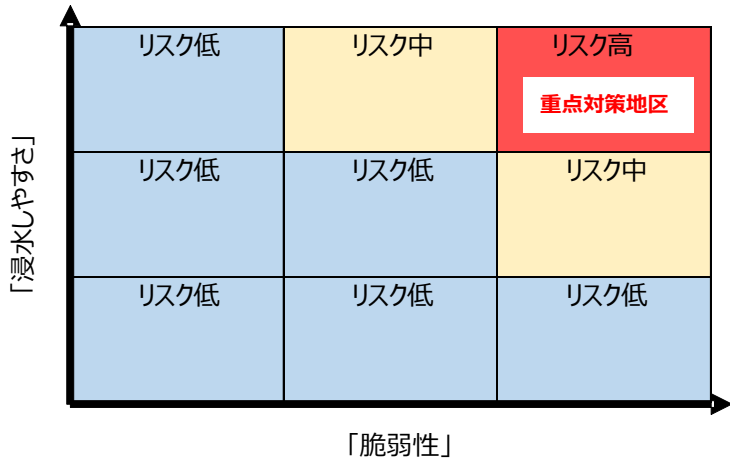 リスク低
リスク中
リスク高
重点対策地区
リスク低
リスク低
リスク中
リスク低
リスク低
リスク低
「浸水しやすさ」
「脆弱性」